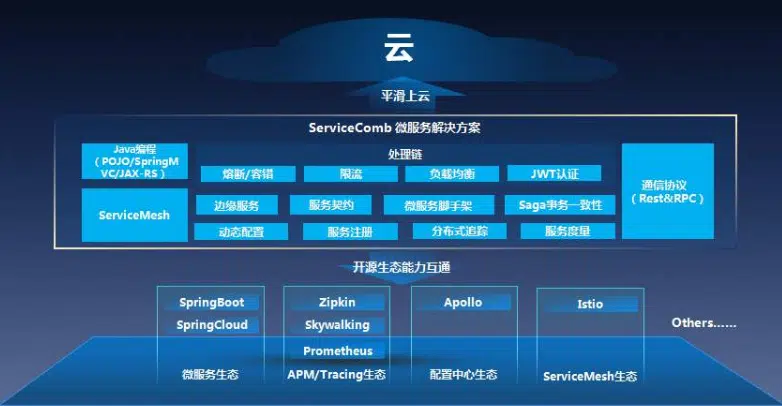 云
平滑上云
ServiceComb 微服务解决方案
Java编程
（POJO/SpringM
VC/JAX-RS）
ServiceMesh
处理链
熔断/容错
限流
负载均衡
JWT认证
边缘服务
服务契约
微服务脚手架
Saga事务一致性
动态配置
服务注册
分布式追踪
服务度量
通信协议
（Rest&RPC）
开源生态能力互通
SpringBoot
SpringCloud
微服务生态
Zipkin
Skywalking
Prometheus
APM/Tracing生态
Apollo
配置中心生态
Istio
ServiceMesh生态
Others……